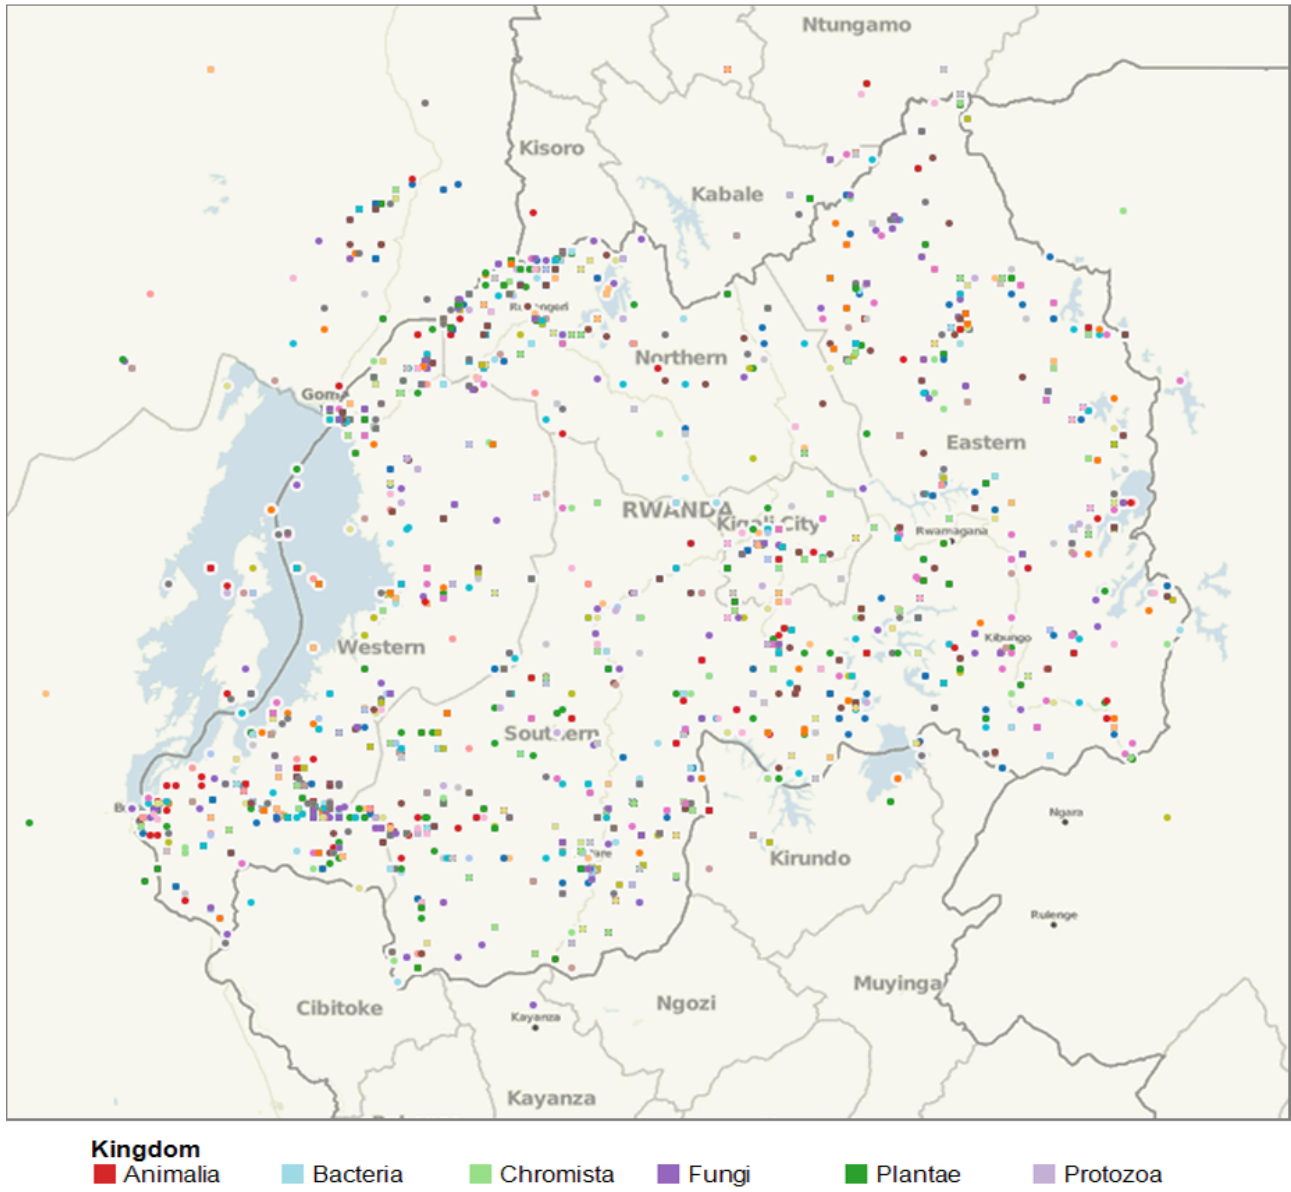 Ntungamo
Kisoro
Kabale
Northern
Goma
Eastern
RWANDA
Kigali City
Rwamagana
Western
Kibungo
Southern
Ngara
Kirundo
Rulenge
Muyinga
Cibitoke
Ngozi
Kayanza
Kayanza
Kingdom
Animalia Bacteria Chromista Fungi Plantae Protozoa